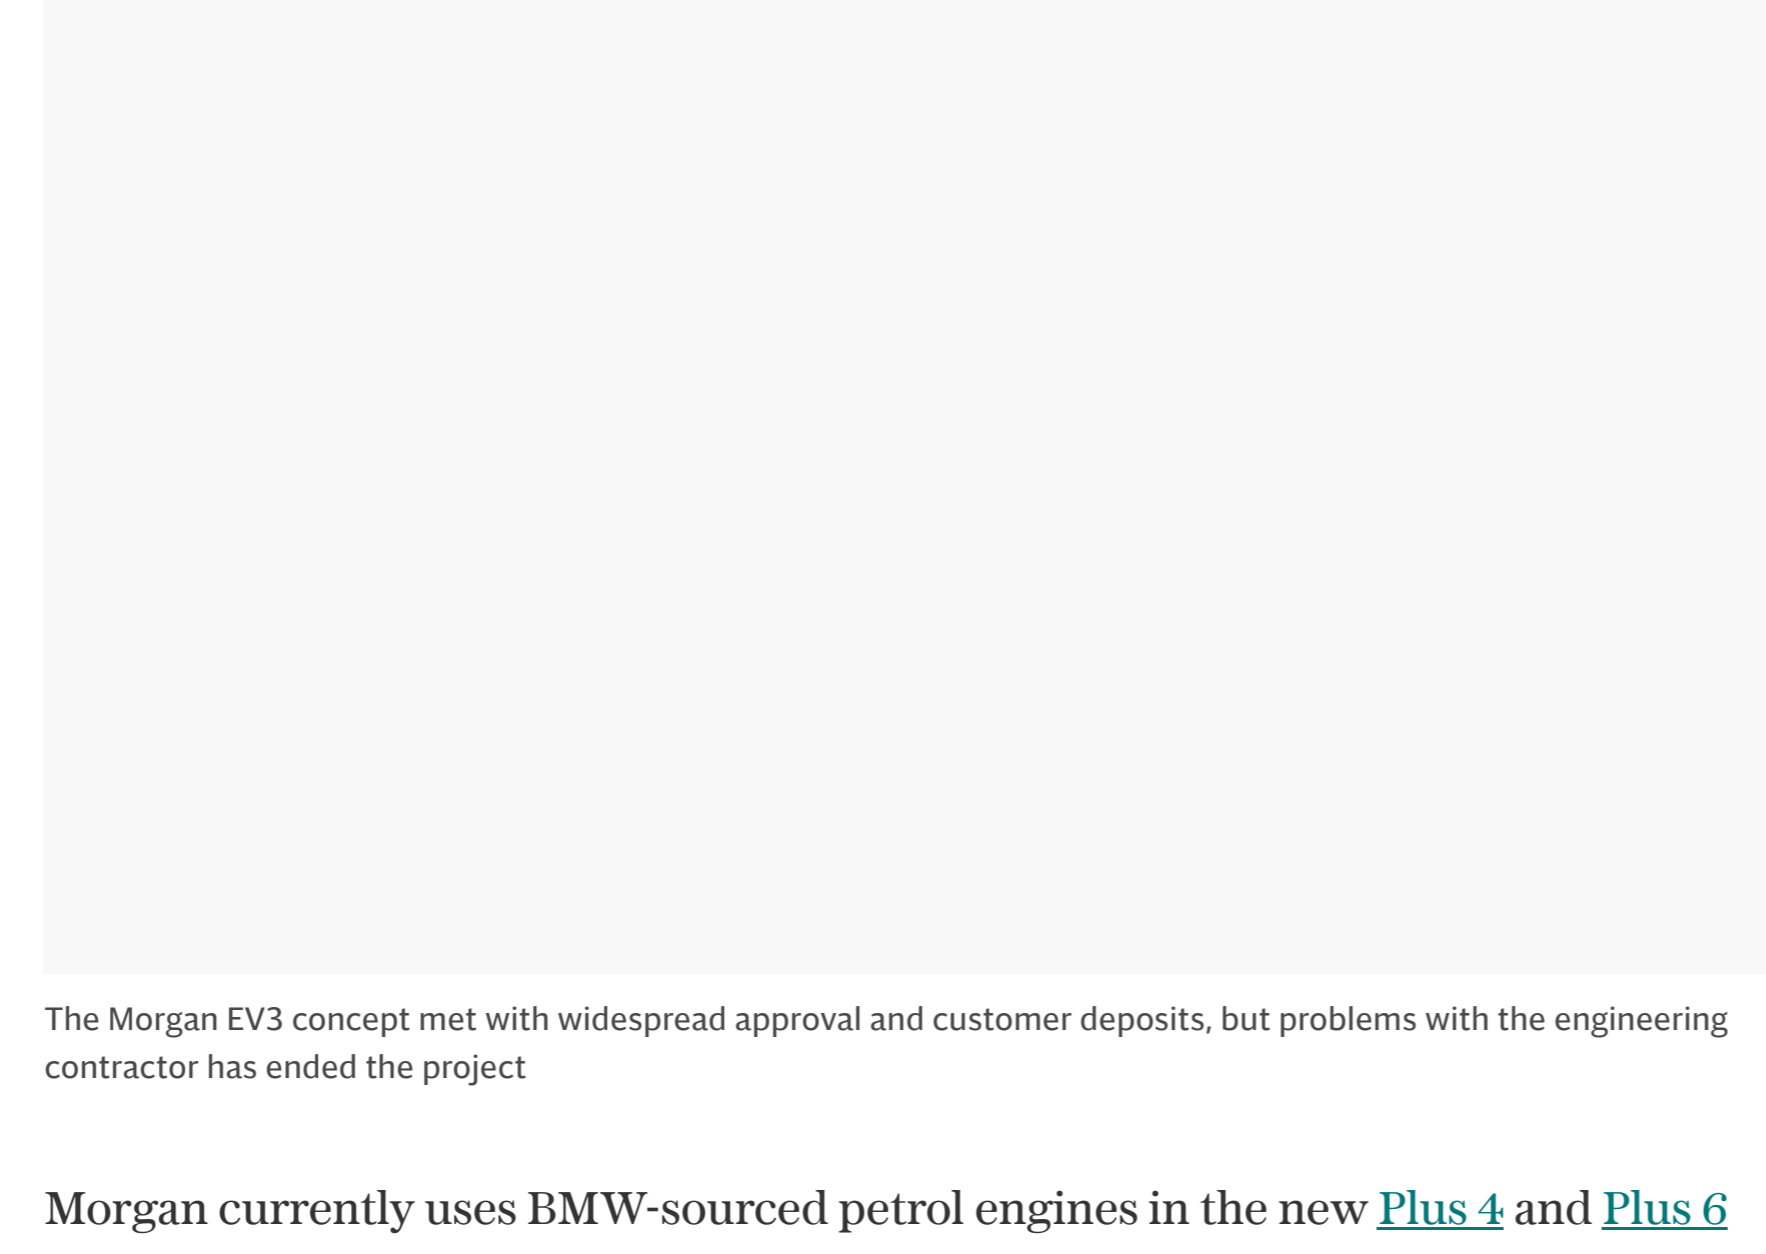 The Morgan EV3 concept met with widespread approval and customer deposits, but problems with the engineering
contractor has ended the project
Morgan currently uses BMW-sourced petrol engines in the new Plus 4 and Plus 6